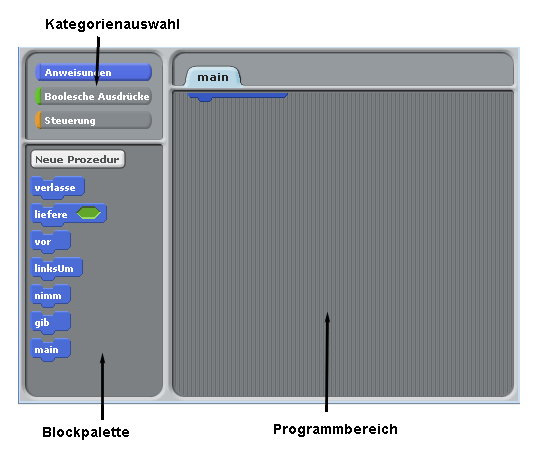 Kategorienauswahl
Anweisungen
Boolesche Ausdrücke
Steuerung
main
Neue Prozedur
verlasse
liefere
vor
linksUm
nimm
gib
main
Blockpalette
Programmbereich